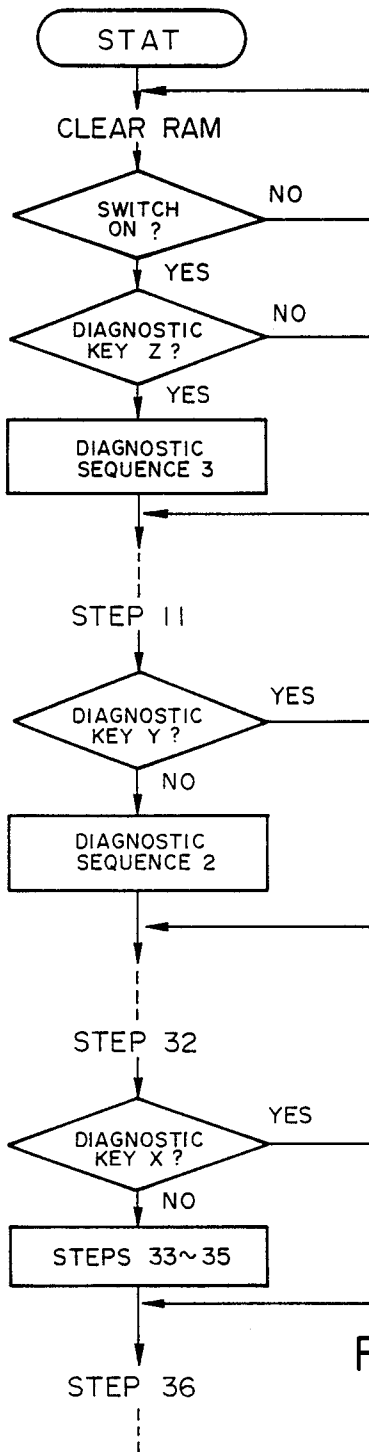 STAT
CLEAR RAM
SWITCH
ON ?
NO
YES
DIAGNOSTIC
KEY Z ?
NO
YES
DIAGNOSTIC
SEQUENCE 3
STEP 11
DIAGNOSTIC
KEY Y ?
YES
NO
DIAGNOSTIC
SEQUENCE 2
STEP 32
DIAGNOSTIC
KEY X ?
YES
NO
STEPS 33~35
STEP 36